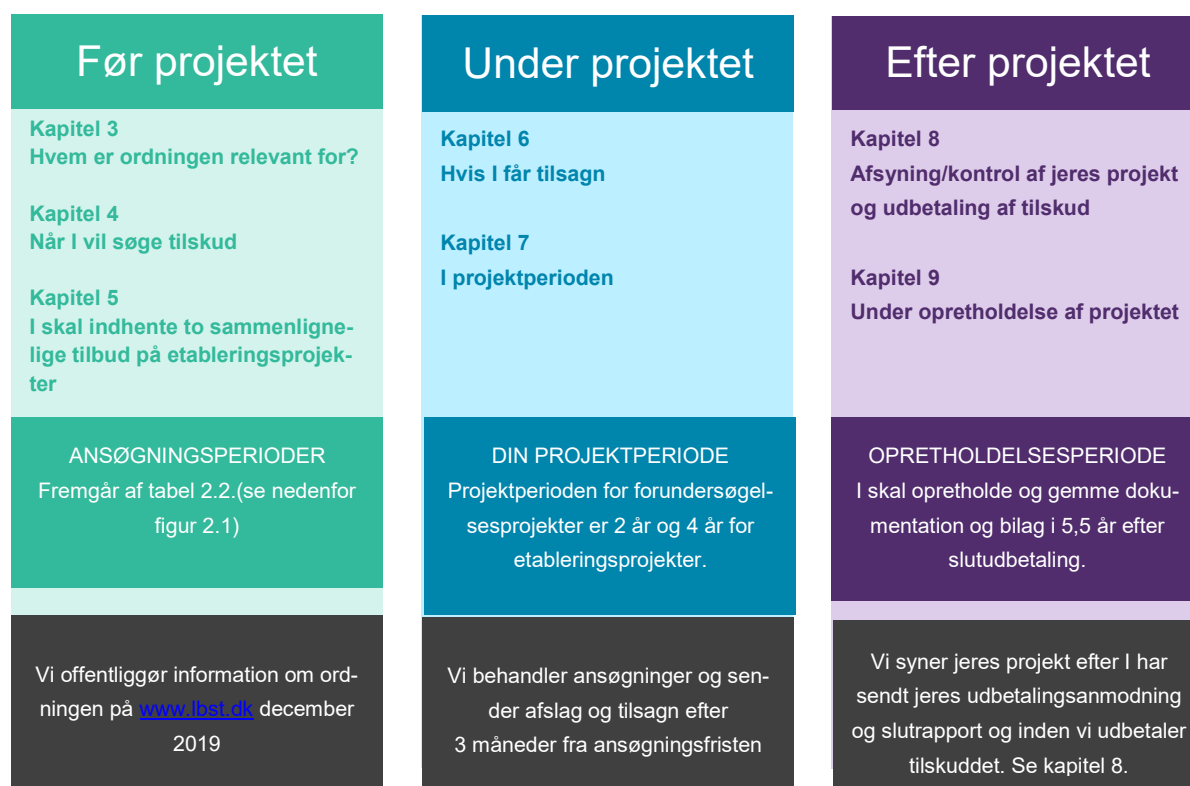 Før projektet
Kapitel 3
Hvem er ordningen relevant for?
Kapitel 4
Når I vil søge tilskud
Kapitel 5
I skal indhente to sammenligne-
lige tilbud på etableringsprojek-
ter
ANSØGNINGSPERIODER
Fremgår af tabel 2.2.(se nedenfor
figur 2.1)
Vi offentliggør information om ord-
ningen på www.lbst.dk december
2019
Under projektet
Kapitel 6
Hvis I får tilsagn
Kapitel 7
I projektperioden
DIN PROJEKTPERIODE
Projektperioden for forundersøgel-
sesprojekter er 2 år og 4 år for
etableringsprojekter.
Vi behandler ansøgninger og sen-
der afslag og tilsagn efter
3 måneder fra ansøgningsfristen
Efter projektet
Kapitel 8
Afsyning/kontrol af jeres projekt
og udbetaling af tilskud
Kapitel 9
Under opretholdelse af projektet
OPRETHOLDELSESPERIODE
I skal opretholde og gemme doku-
mentation og bilag i 5,5 år efter
slutudbetaling.
Vi syner jeres projekt efter I har
sendt jeres udbetalingsanmodning
og slutrapport og inden vi udbetaler
tilskuddet. Se kapitel 8.